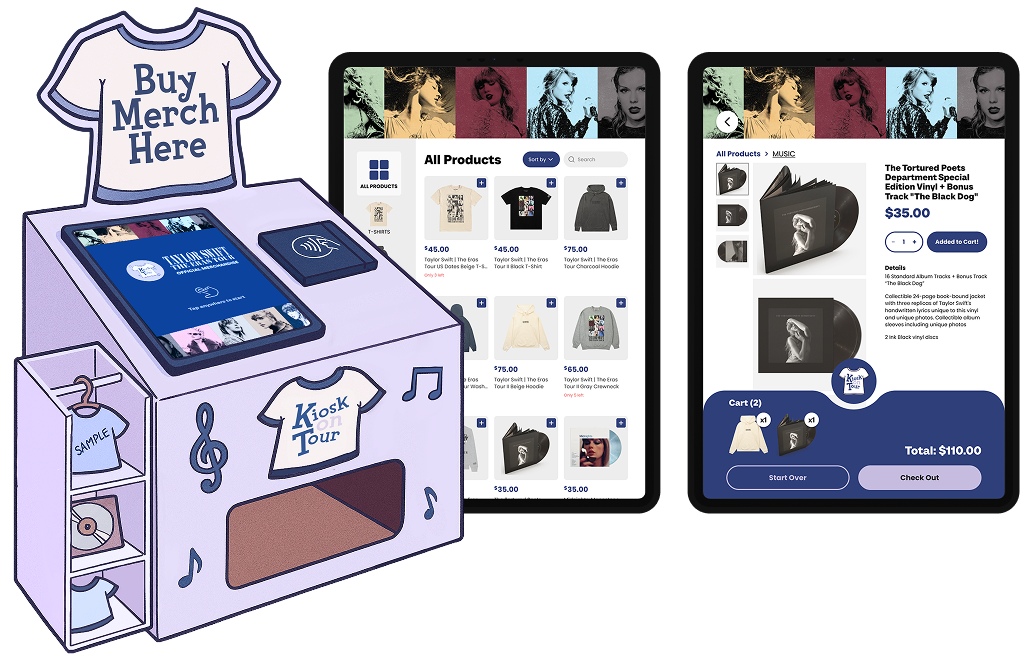 Buy
Merch
Here
TAYLOR SWIFT
THE ERAS TOUR
OFFICIAL MERCHANDISE
Tap anywhere to start
SAMPLE
Kiosk
on
Tour
ALL PRODUCTS
T-SHIRTS
All Products
Sort by
Search
$45.00
Taylor Swift | The Eras
Tour US Dates Beige T-S...
Only 3 left
$45.00
Taylor Swift | The Eras
Tour II Black T-Shirt
$75.00
Taylor Swift | The Eras
Tour Charcoal Hoodie
Eras
ur Wash...
$75.00
Taylor Swift | The Eras
Tour II Beige Hoodie
$65.00
Taylor Swift | The Eras
Tour II Gray Crewneck
Only 5 left
$35.00
$35.00
All Products > MUSIC
The Tortured Poets
Department Special
Edition Vinyl + Bonus
Track "The Black Dog"
$35.00
- 1 +
Added to Cart!
Details
16 Standard Album Tracks + Bonus Track
"The Black Dog"
Collectible 24-page book-bound jacket
with three replicas of Taylor Swift's
handwritten lyrics unique to this vinyl
and unique photos. Collectible album
sleeves including unique photos
2 Ink Black vinyl discs
Kiosk
on
Tour
Cart (2)
x1
x1
Total: $110.00
Start Over
Check Out